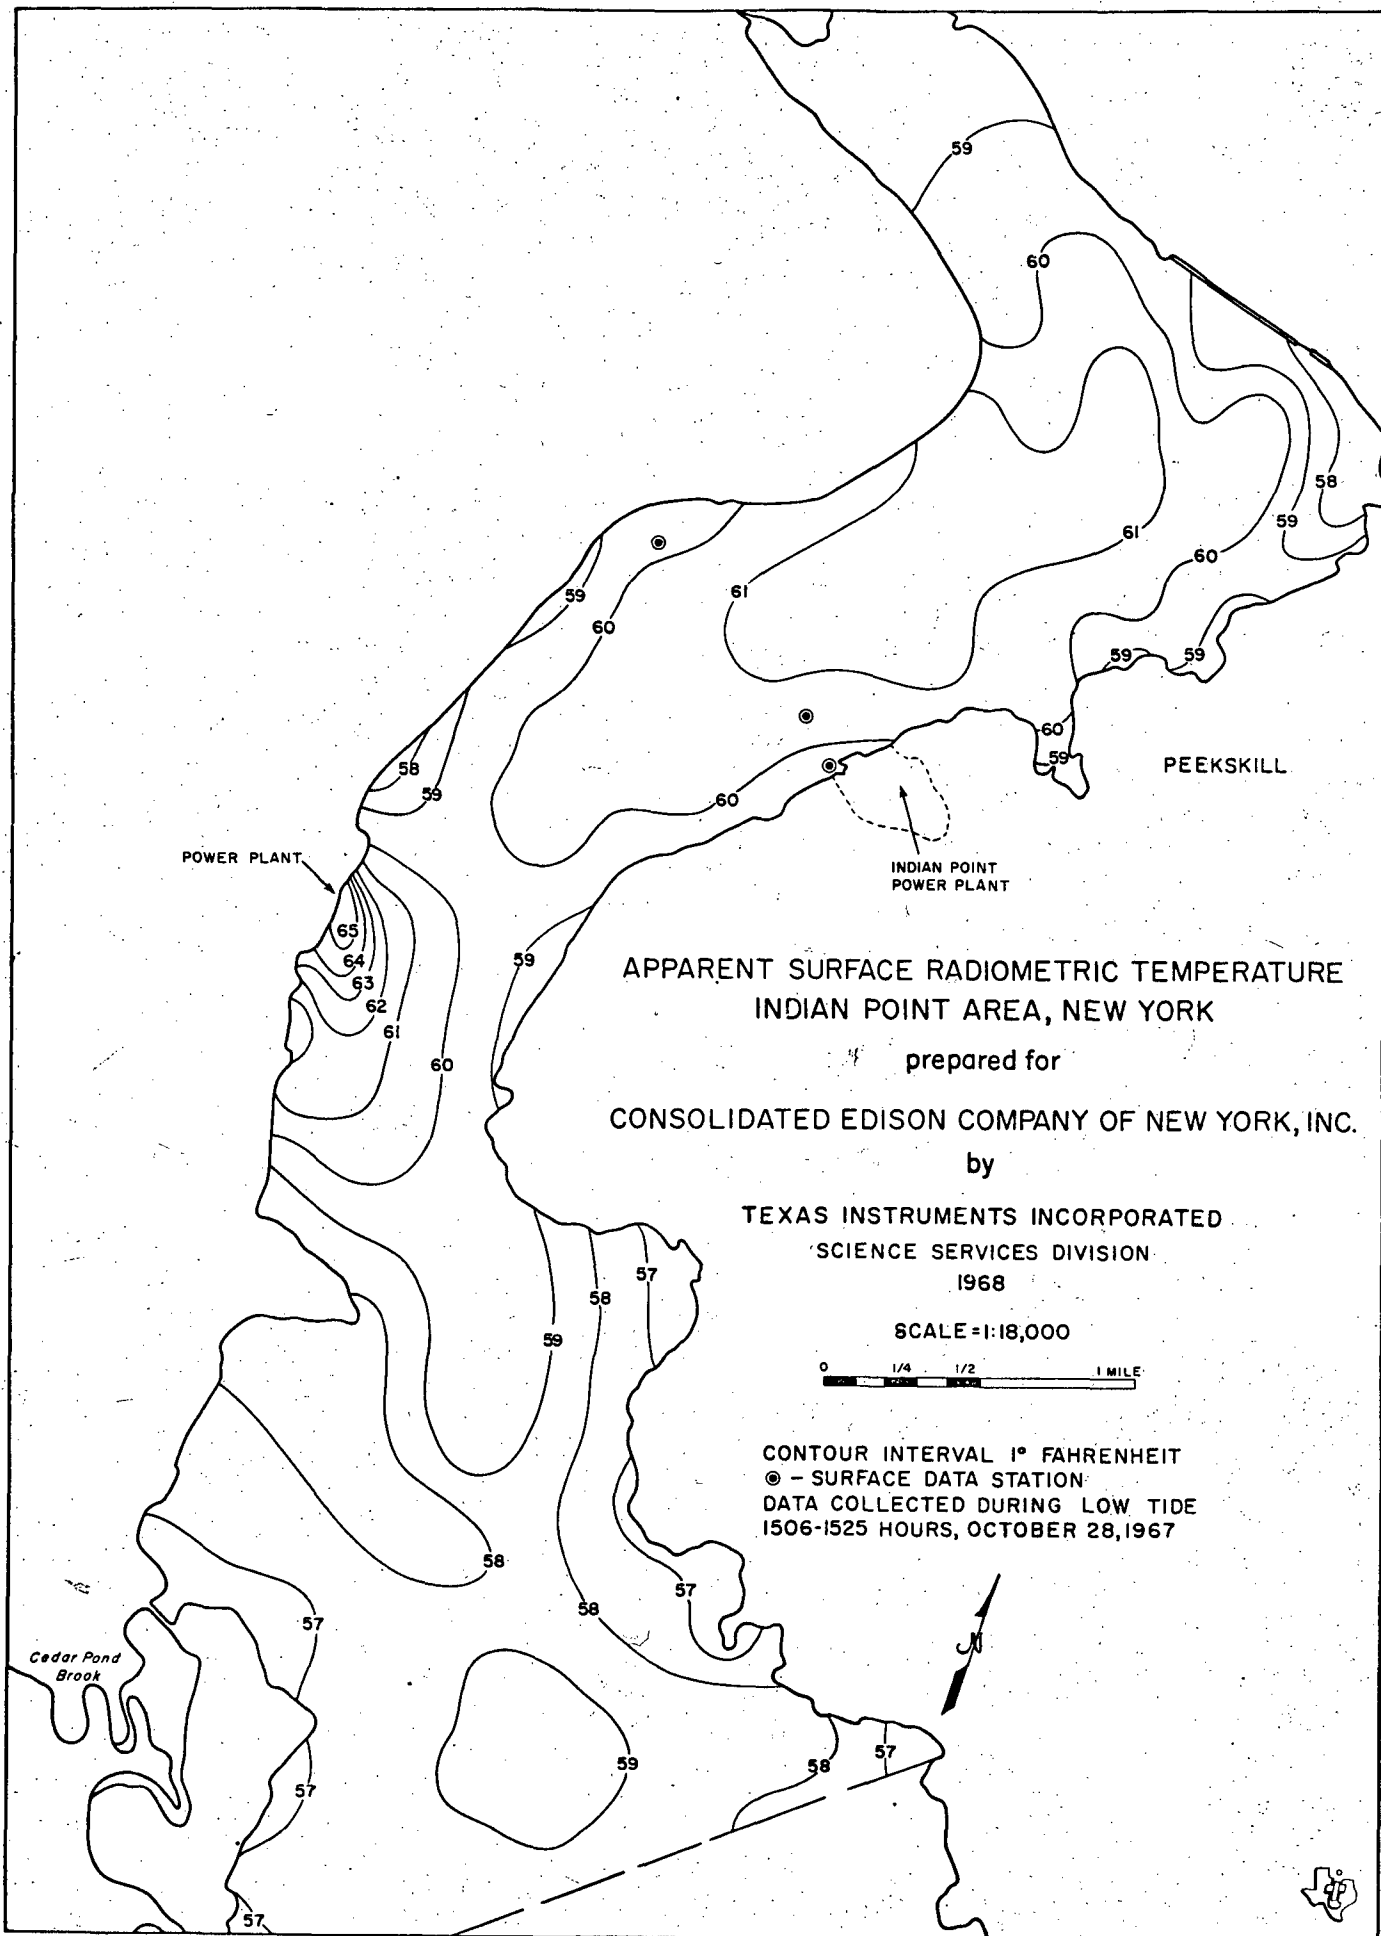 59
60
58
59
61
61
60
59
60
59
59
60
59
58
59
60
PEEKSKILL
POWER PLANT
INDIAN POINT
POWER PLANT
65
64
63
62
61
60
59
APPARENT SURFACE RADIOMETRIC TEMPERATURE
INDIAN POINT AREA, NEW YORK
prepared for
CONSOLIDATED EDISON COMPANY OF NEW YORK, INC.
by
TEXAS INSTRUMENTS INCORPORATED
SCIENCE SERVICES DIVISION
1968
57
58
59
SCALE=1:18,000
0 1/4 1/2 1 MILE
CONTOUR INTERVAL 1° FAHRENHEIT
- SURFACE DATA STATION
DATA COLLECTED DURING LOW TIDE
1506-1525 HOURS, OCTOBER 28, 1967
58
57
58
57
N
Cedar Pond
Brook
59
58
57
57
57